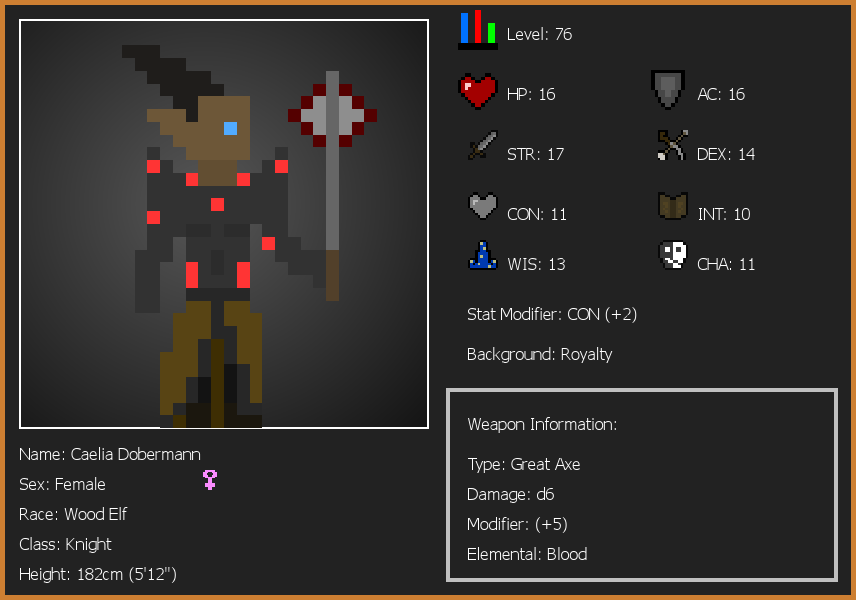 Level: 76
HP: 16
AC: 16
STR: 17
DEX: 14
CON: 11
INT: 10
WIS: 13
CHA: 11
Stat Modifier: CON (+2)
Background: Royalty
Weapon Information:
Type: Great Axe
Damage: d6
Modifier: (+5)
Elemental: Blood
Name: Caelia Dobermann
Sex: Female
Race: Wood Elf
Class: Knight
Height: 182cm (5'12")